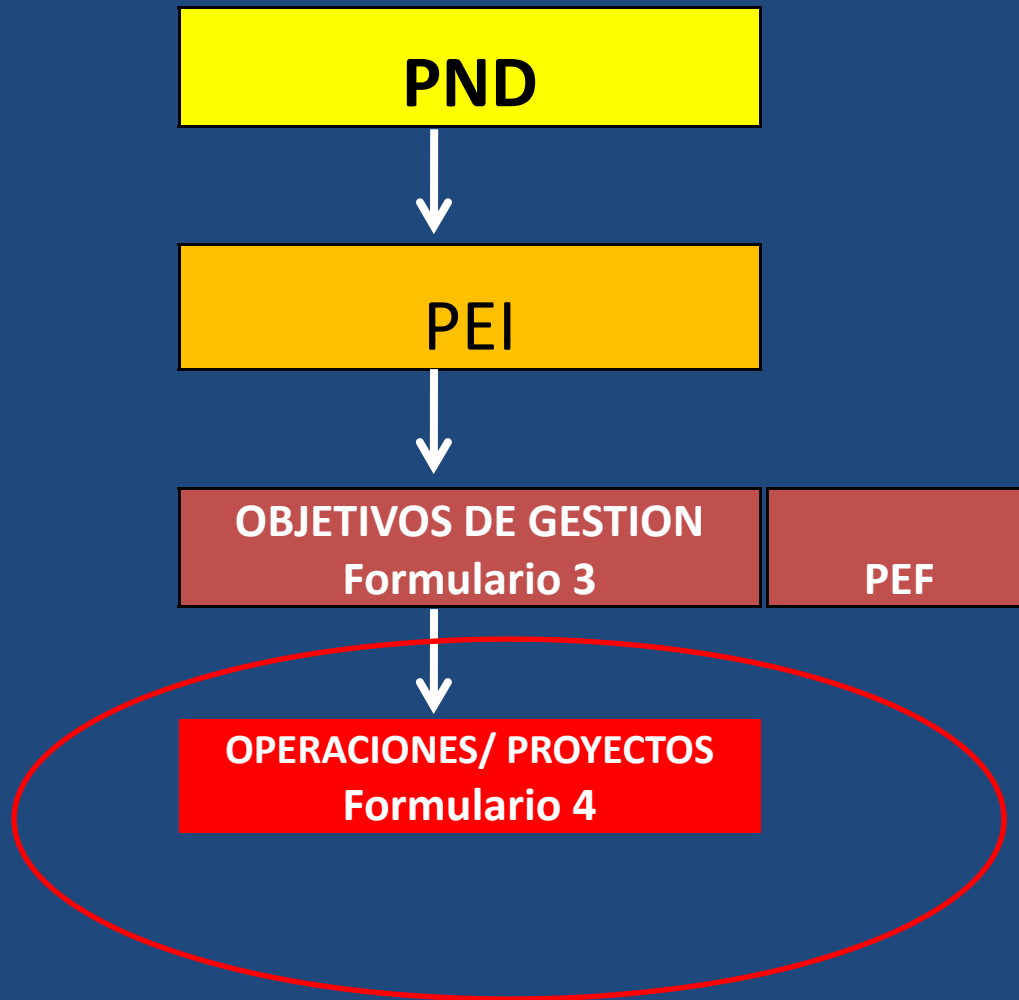 PND
PEI
OBJETIVOS DE GESTION
Formulario 3
PEF
OPERACIONES/ PROYECTOS
Formulario 4